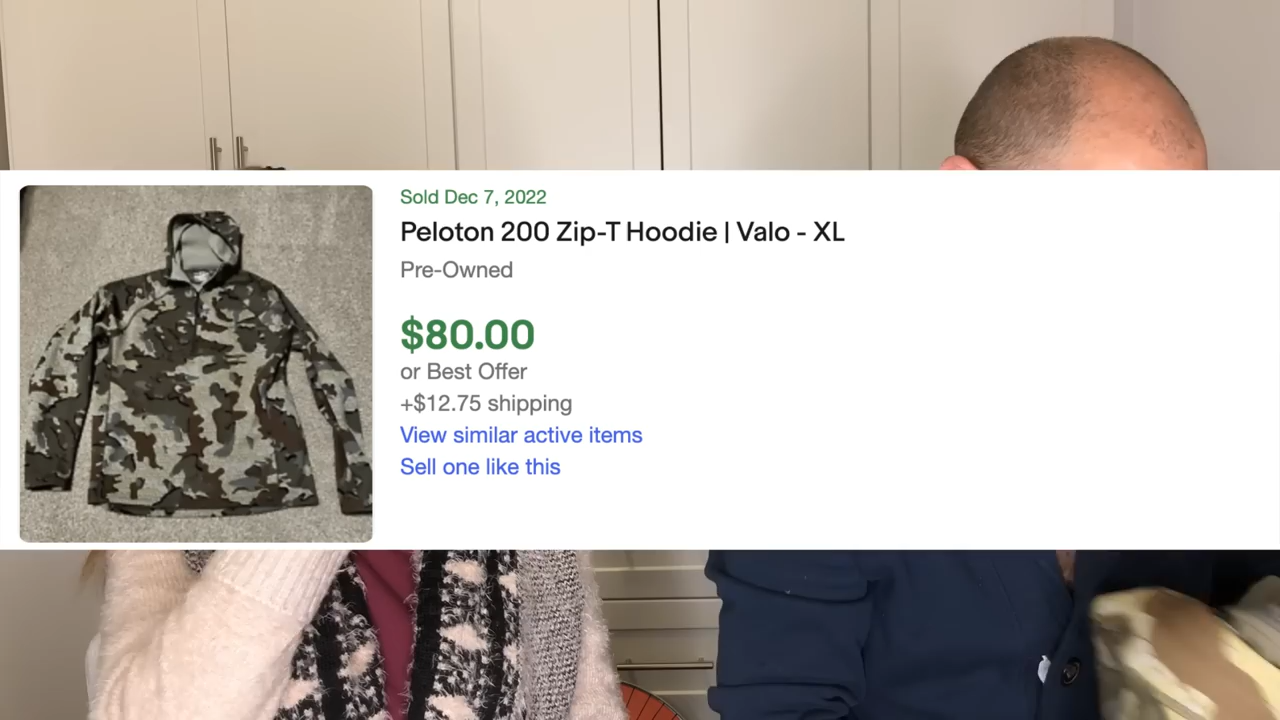 Sold Dec 7, 2022
Peloton 200 Zip-T Hoodie | Valo - XL
Pre-Owned
$80.00
or Best Offer
+$12.75 shipping
View similar active items
Sell one like this